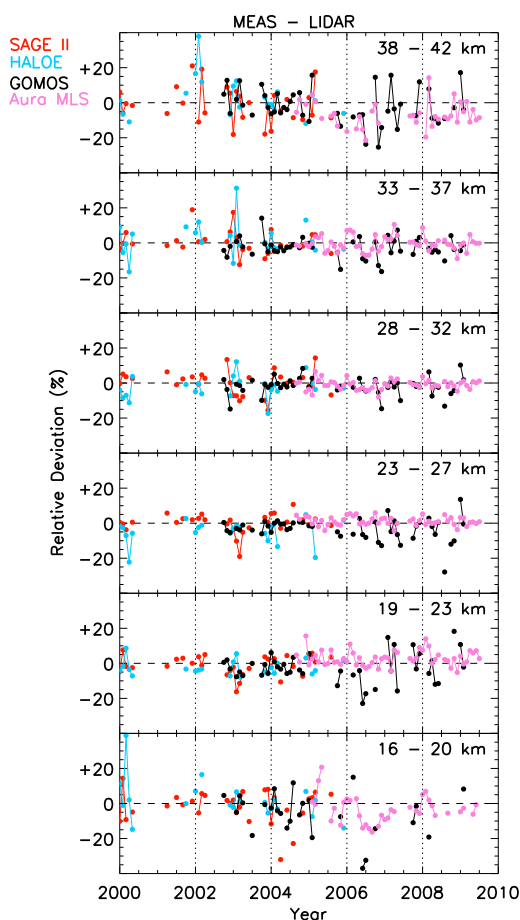 MEAS – LIDAR
SAGE II
HALOE
GOMOS
Aura MLS
38 – 42 km
+20
0
−20
33 – 37 km
+20
0
−20
28 – 32 km
+20
0
−20
23 – 27 km
+20
0
−20
19 – 23 km
+20
0
−20
16 – 20 km
+20
0
−20
−40
Relative Deviation (%)
2000 2002 2004 2006 2008 2010
Year